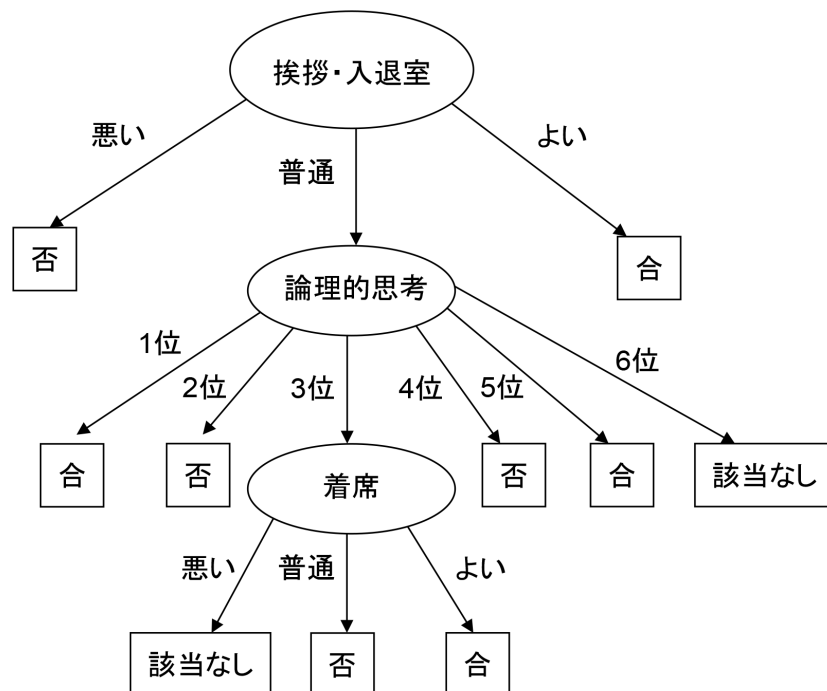 挨拶・入退室
悪い
普通
よい
否
合
論理的思考
1位
2位
3位
4位
5位
6位
合
否
着席
否
合
該当なし
悪い
普通
よい
該当なし
否
合